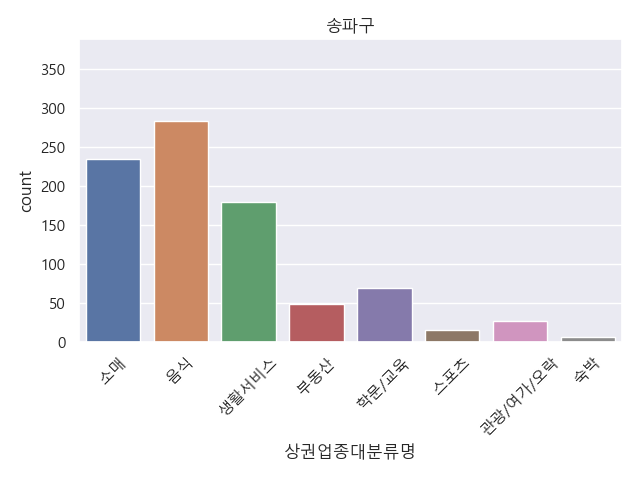 송파구
count
350
300
250
200
150
100
50
0
소매
음식
생활서비스
부동산
학문/교육
스포츠
관광/여가/오락
숙박
상권업종대분류명